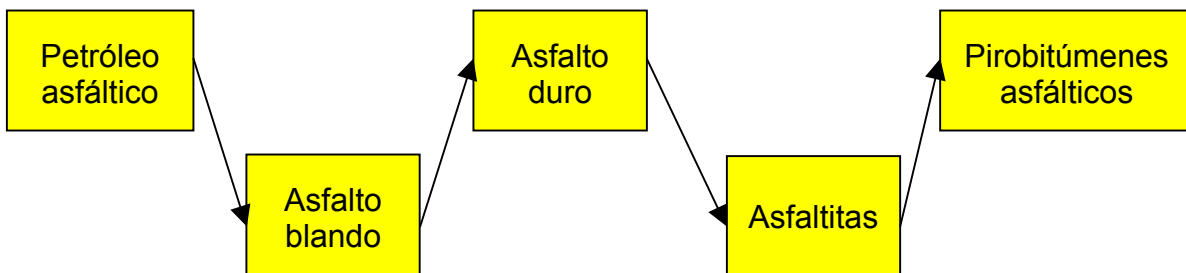 Petróleo
asfáltico
Asfalto
blando
Asfalto
duro
Asfaltitas
Pirobitúmenes
asfálticos